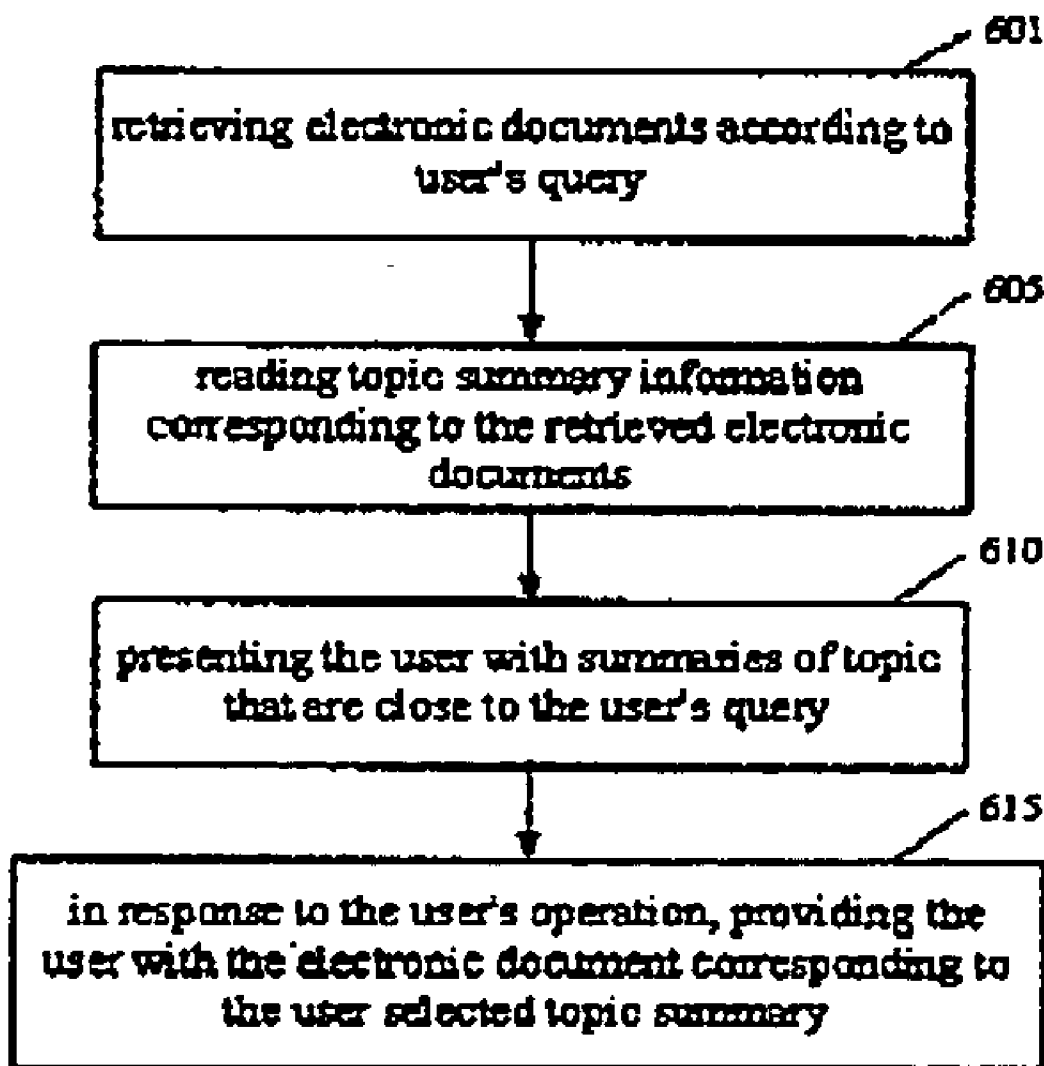 601
retrieving electronic documents according to
user's query
605
reading topic summary information
corresponding to the retrieved electronic
documents
610
presenting the user with summaries of topic
that are close to the user's query
615
in response to the user's operation, providing the
user with the electronic document corresponding to
the user selected topic summary